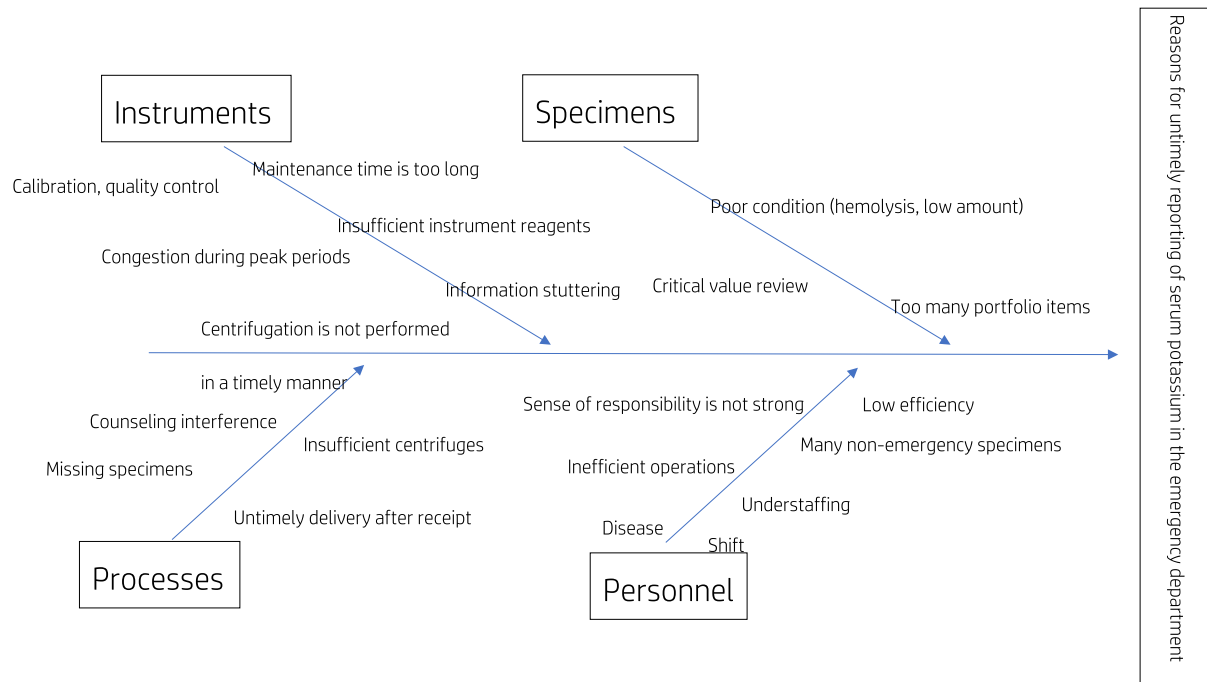 Reasons for untimely reporting of serum potassium in the emergency department
Instruments
Specimens
Maintenance time is too long
Calibration, quality control
Poor condition (hemolysis, low amount)
Insufficient instrument reagents
Congestion during peak periods
Critical value review
Information stuttering
Too many portfolio items
Centrifugation is not performed
in a timely manner
Sense of responsibility is not strong
Low efficiency
Counseling interference
Insufficient centrifuges
Many non-emergency specimens
Missing specimens
Inefficient operations
Understaffing
Untimely delivery after receipt
Disease
Shift
Processes
Personnel